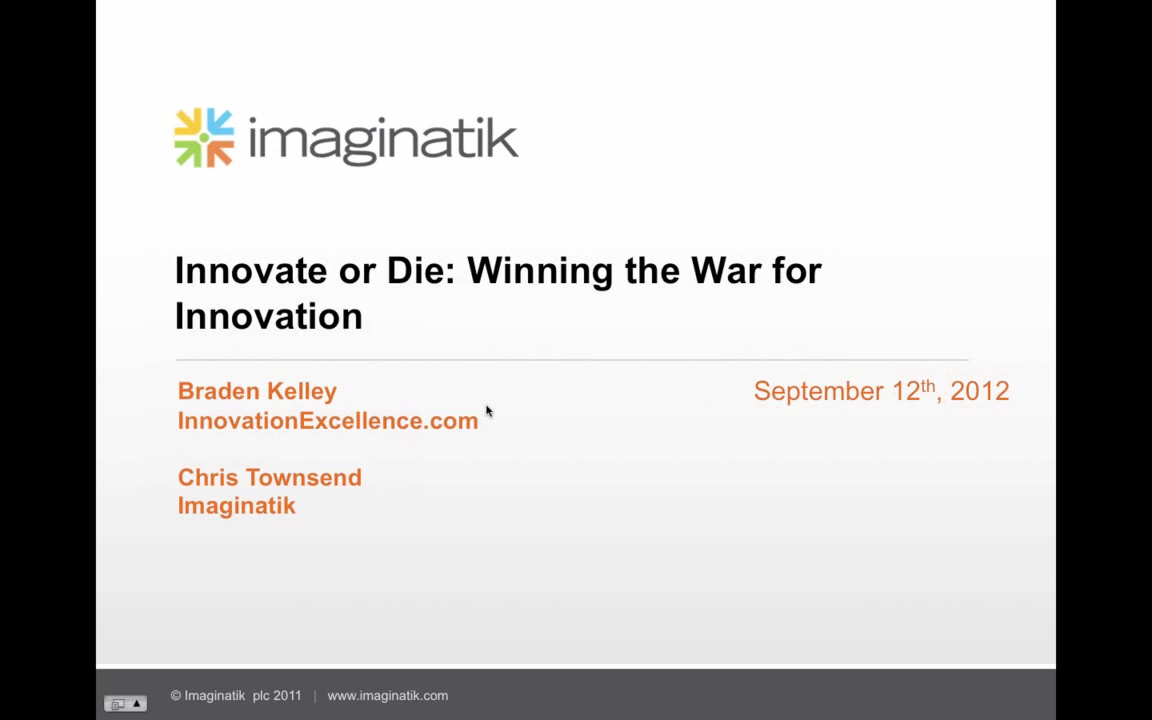 imaginatik
Innovate or Die: Winning the War for
Innovation
Braden Kelley
September 12th, 2012
InnovationExcellence.com
Chris Townsend
Imaginatik
© Imaginatik plc 2011 | www.imaginatik.com